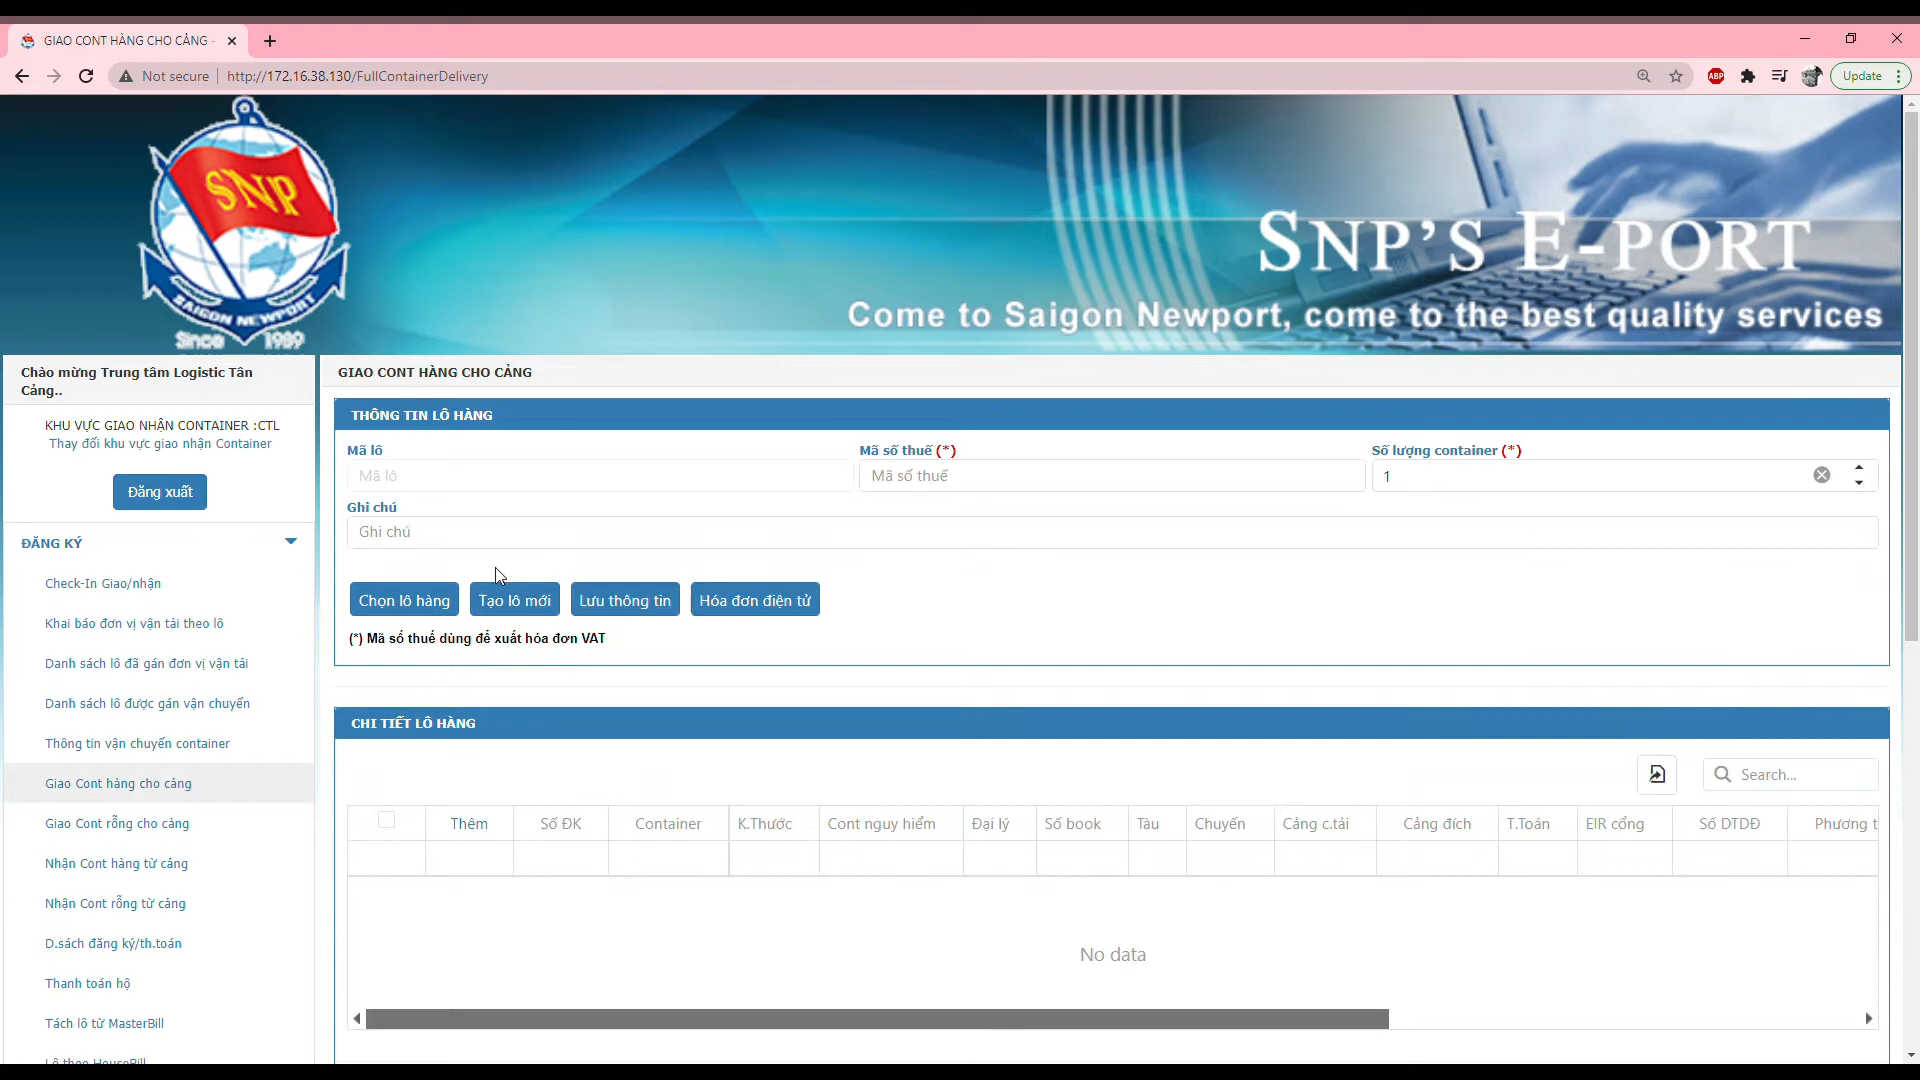 GIAO CONT HÀNG CHO CẢNG -
Not secure | http://172.16.38.130/FullContainerDelivery
ABP
Update
SNP
SAIGON NEWPORT
Since 1989
SNP'S E-PORT
Come to Saigon Newport, come to the best quality services
Chào mừng Trung tâm Logistic Tân
Cảng..
KHU VỰC GIAO NHẬN CONTAINER :CTL
Thay đổi khu vực giao nhận Container
Đăng xuất
ĐĂNG KÝ
Check-In Giao/nhận
Khai báo đơn vị vận tải theo lô
Danh sách lô đã gán đơn vị vận tải
Danh sách lô được gán vận chuyển
Thông tin vận chuyển container
Giao Cont hàng cho cảng
Giao Cont rỗng cho cảng
Nhận Cont hàng từ cảng
Nhận Cont rỗng từ cảng
D.sách đăng ký/th.toán
Thanh toán hộ
Tách lô từ MasterBill
Lô theo HouseBill
GIAO CONT HÀNG CHO CẢNG
THÔNG TIN LÔ HÀNG
Mã lô Mã số thuế (*) Số lượng container (*)
Mã lô Mã số thuế 1
Ghi chú
Ghi chú
Chọn lô hàng Tạo lô mới Lưu thông tin Hóa đơn điện tử
(*) Mã số thuế dùng để xuất hóa đơn VAT
CHI TIẾT LÔ HÀNG
Search...
Thêm Số ĐK Container K.Thước Cont nguy hiểm Đại lý Số book Tàu Chuyến Cảng c.tải Cảng đích T.Toán EIR cổng Số DTDĐ Phương t
No data